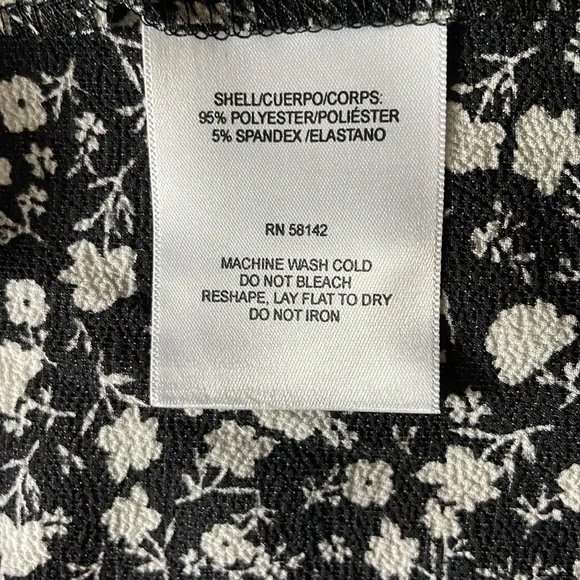 SHELL/CUERPO/CORPS:
95% POLYESTER/POLIÉSTER
5% SPANDEX /ELASTANO
RN 58142
MACHINE WASH COLD
DO NOT BLEACH
RESHAPE, LAY FLAT TO DRY
DO NOT IRON